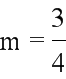 m = 3/4